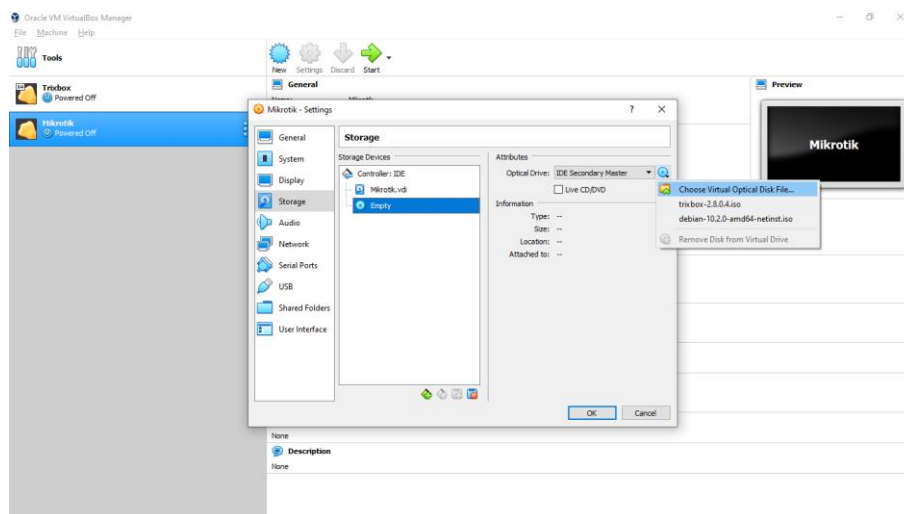 Oracle VM VirtualBox Manager
File Machine Help
Tools
New Settings Discard Start
Trixbox
Powered Off
Mikrotik
Powered Off
General
Preview
Mikrotik
Mikrotik - Settings
General
System
Display
Storage
Audio
Network
Serial Ports
USB
Shared Folders
User Interface
Storage
Storage Devices
Controller: IDE
Mikrotik.vdi
Empty
Attributes
Optical Drive: IDE Secondary Master
Live CD/DVD
Information
Type: --
Size: --
Location: --
Attached to: --
Choose Virtual Optical Disk File...
trixbox-2.8.0.4.iso
debian-10.2.0-amd64-netinst.iso
Remove Disk from Virtual Drive
OK Cancel
None
Description
None